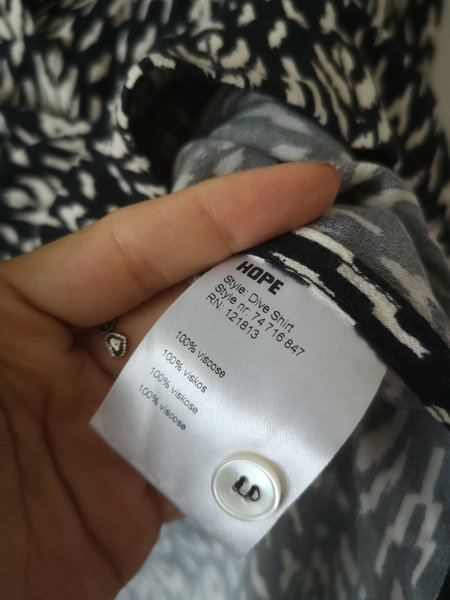 HOPE
Style: Dive Shirt
Style nr: 74 716 847
RN: 121813
100% viscose
100% viskos
100% viskose
100% viscose